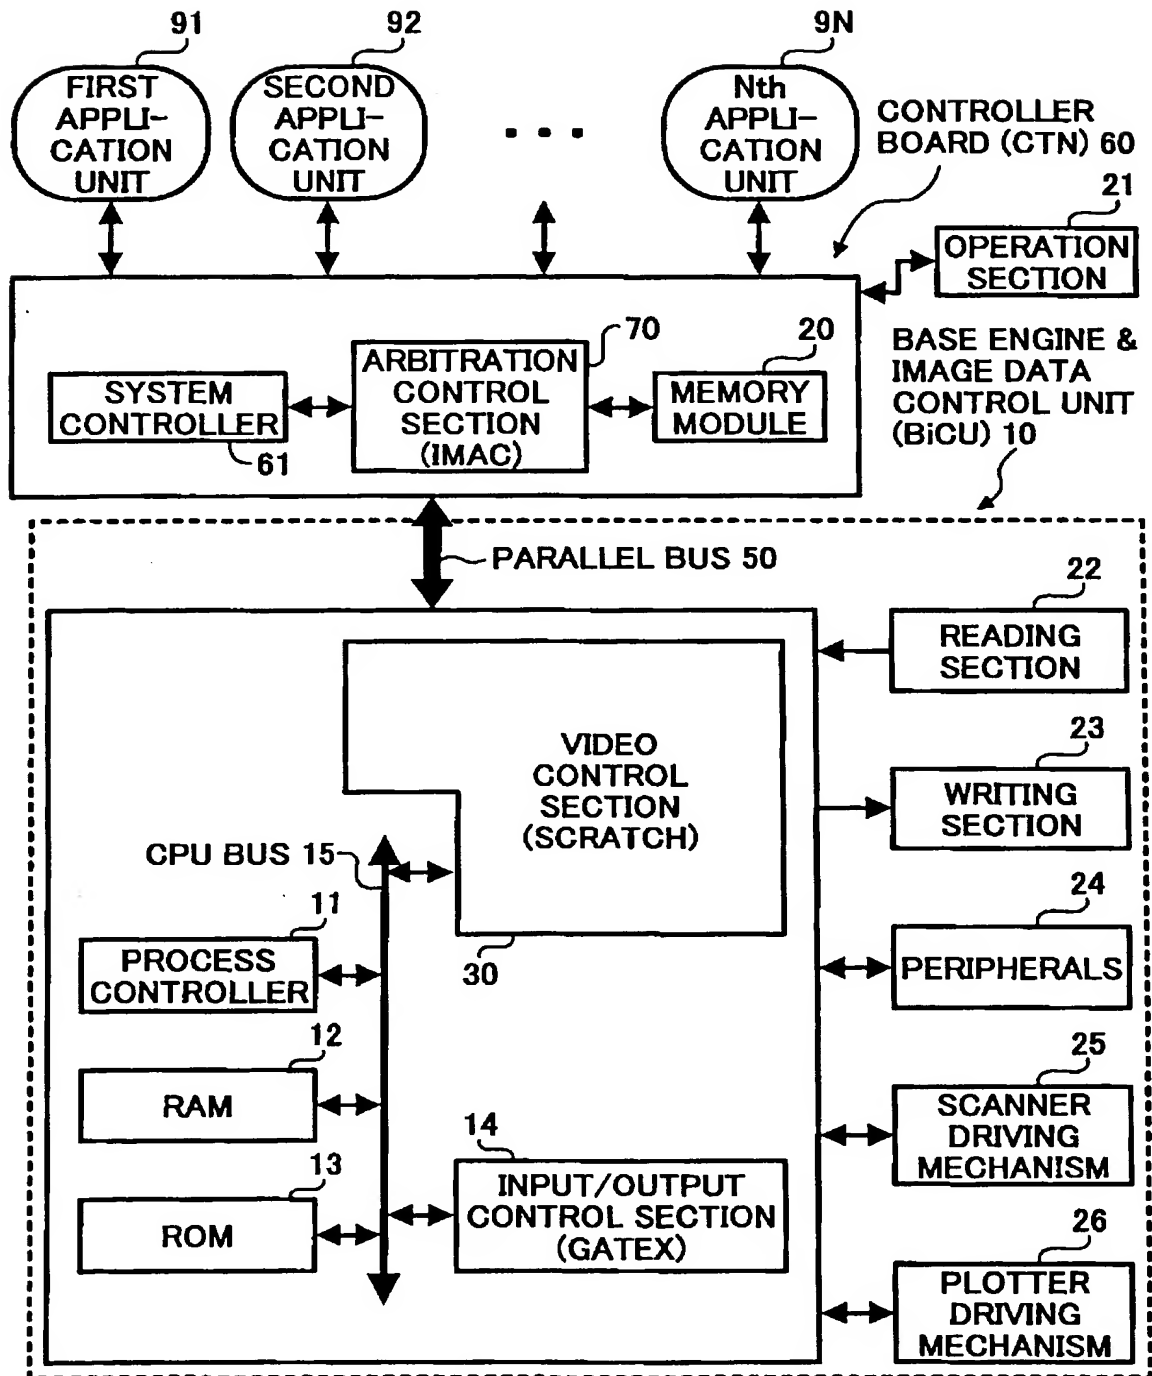 91
92
9N
FIRST
APPLI-
CATION
UNIT
SECOND
APPLI-
CATION
UNIT
. . .
Nth
APPLI-
CATION
UNIT
CONTROLLER
BOARD (CTN) 60
21
OPERATION
SECTION
70
20
ARBITRATION
CONTROL
SECTION
(IMAC)
SYSTEM
CONTROLLER
61
MEMORY
MODULE
BASE ENGINE &
IMAGE DATA
CONTROL UNIT
(BiCU) 10
PARALLEL BUS 50
22
READING
SECTION
VIDEO
CONTROL
SECTION
(SCRATCH)
30
23
WRITING
SECTION
CPU BUS 15
11
PROCESS
CONTROLLER
24
PERIPHERALS
12
RAM
25
SCANNER
DRIVING
MECHANISM
13
ROM
14
INPUT/OUTPUT
CONTROL SECTION
(GATEX)
26
PLOTTER
DRIVING
MECHANISM